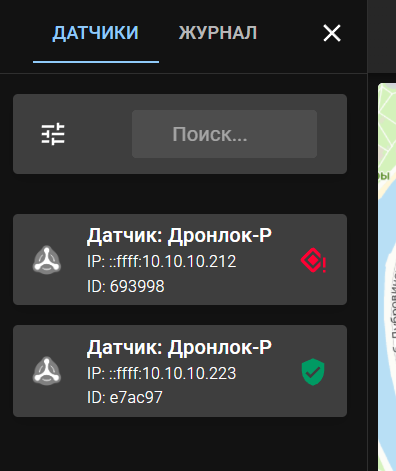 ДАТЧИКИ ЖУРНАЛ
Поиск...
Датчик: Дронлок-Р
IP: ::ffff:10.10.10.212
ID: 693998
Датчик: Дронлок-Р
IP: ::ffff:10.10.10.223
ID: e7ac97
ры